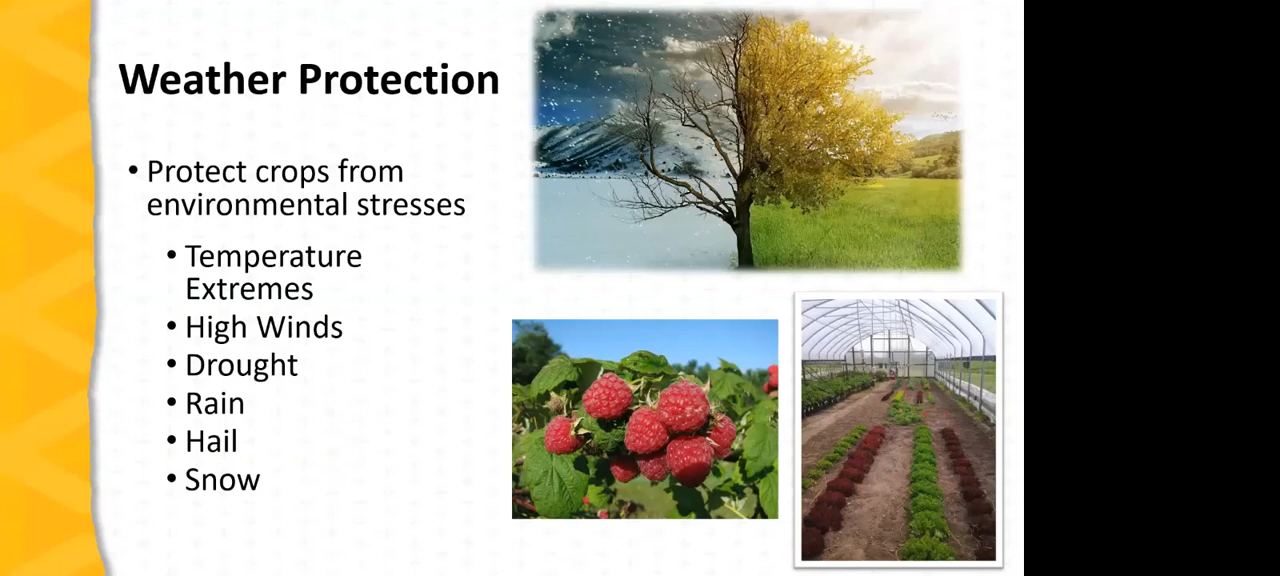 Weather Protection
• Protect crops from
environmental stresses
• Temperature
Extremes
• High Winds
• Drought
• Rain
• Hail
• Snow